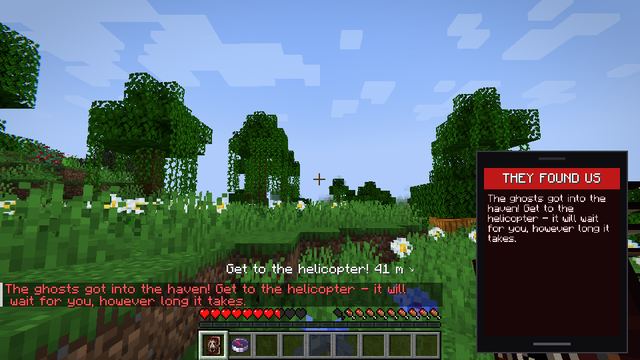 THEY FOUND US
The ghosts got into the
haven! Get to the
helicopter – it will wait
for you, however long it
takes.
Get to the helicopter! 41 m
The ghosts got into the haven! Get to the helicopter – it will
wait for you, however long it takes.